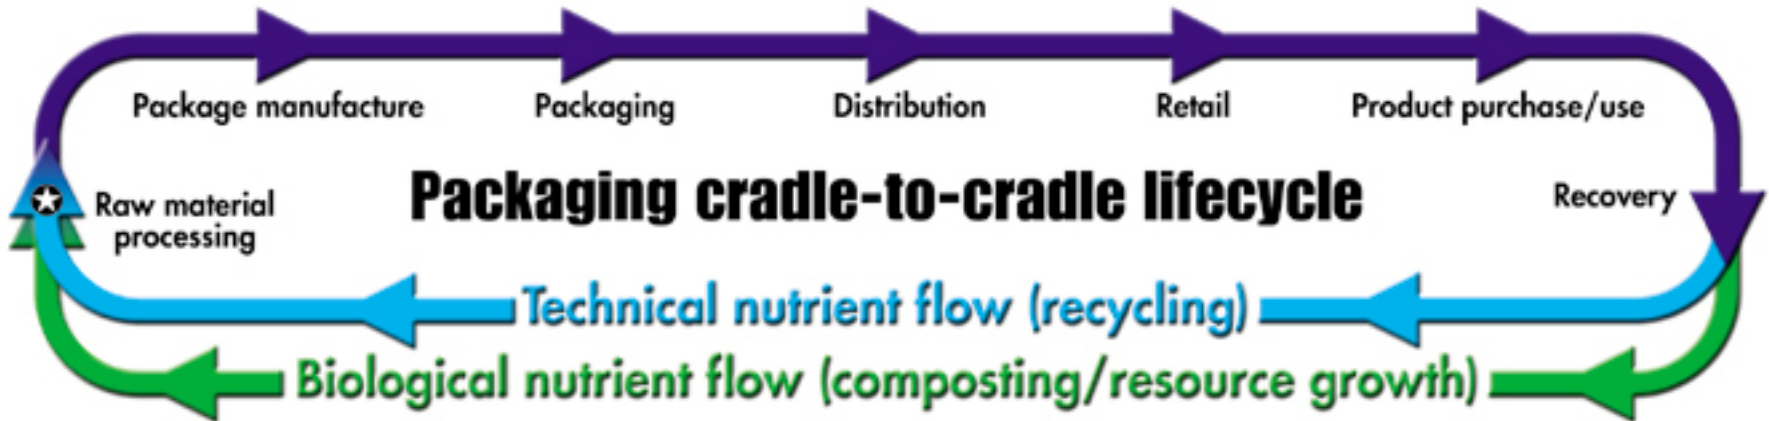 Package manufacture
Packaging
Distribution
Retail
Product purchase/use
Packaging cradle-to-cradle lifecycle
Raw material
processing
Recovery
Technical nutrient flow (recycling)
Biological nutrient flow (composting/resource growth)